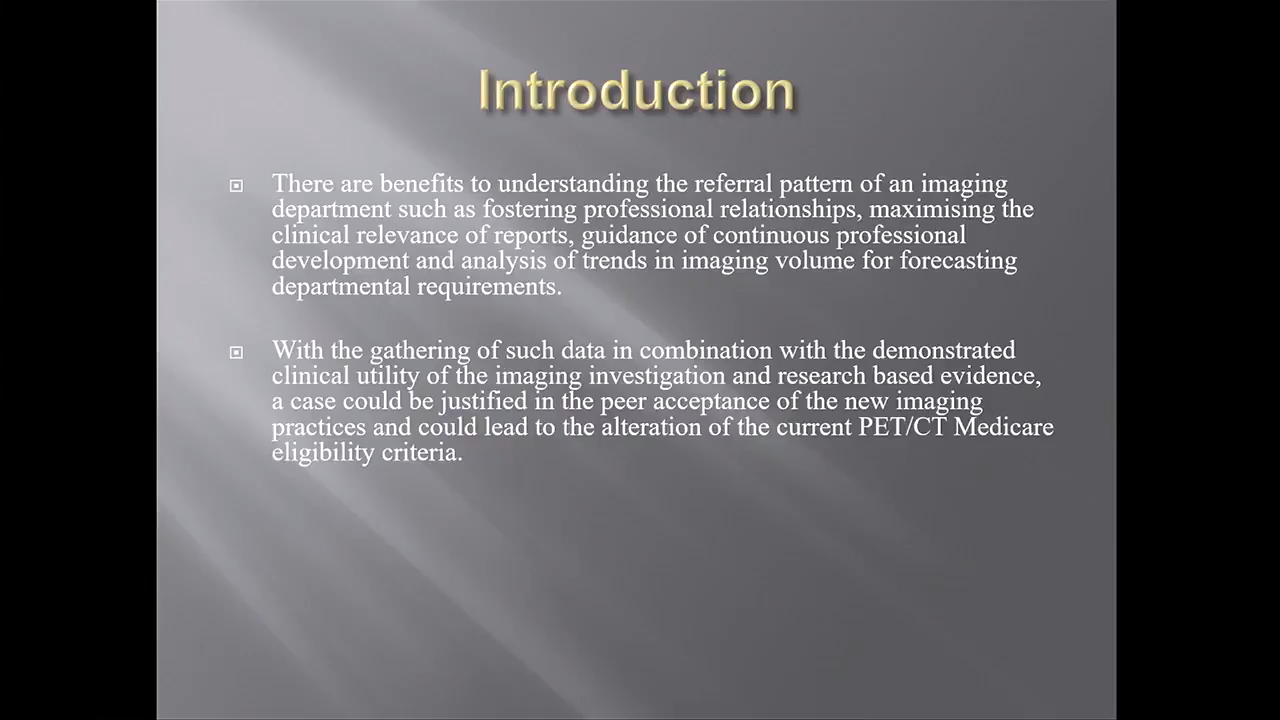 Introduction
There are benefits to understanding the referral pattern of an imaging
department such as fostering professional relationships, maximising the
clinical relevance of reports, guidance of continuous professional
development and analysis of trends in imaging volume for forecasting
departmental requirements.
With the gathering of such data in combination with the demonstrated
clinical utility of the imaging investigation and research based evidence,
a case could be justified in the peer acceptance of the new imaging
practices and could lead to the alteration of the current PET/CT Medicare
eligibility criteria.